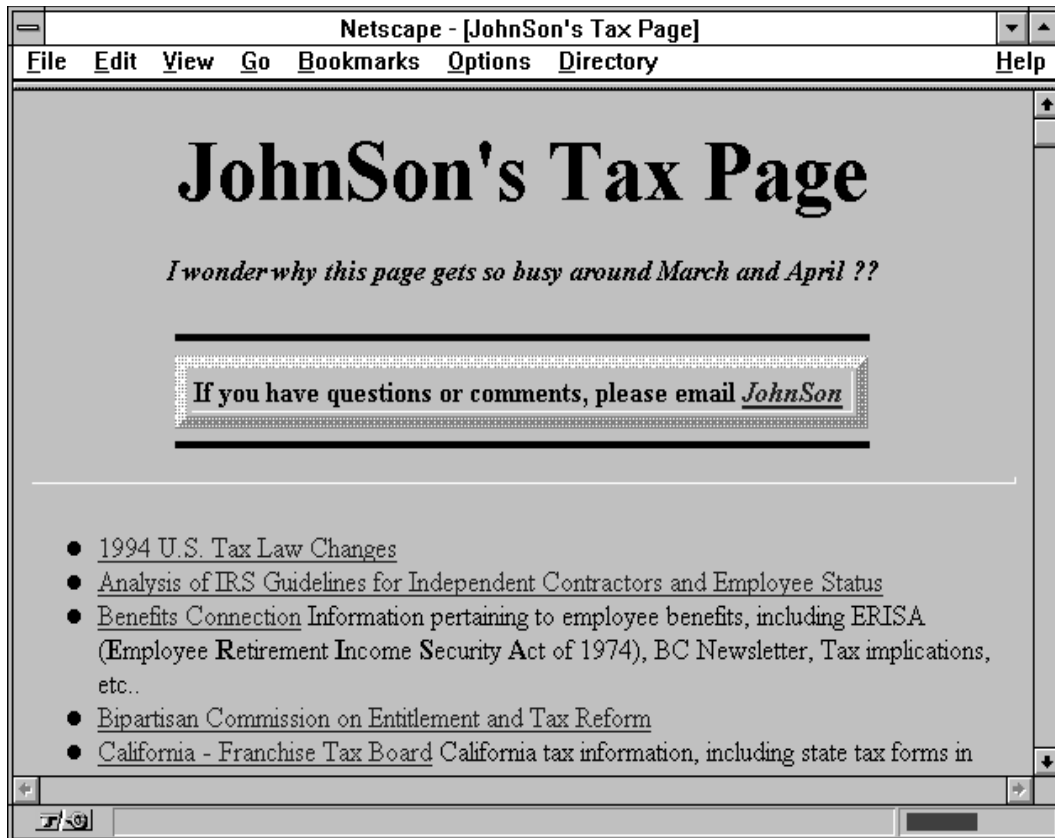 Netscape - [JohnSon's Tax Page]
File Edit View Go Bookmarks Options Directory Help
JohnSon's Tax Page
I wonder why this page gets so busy around March and April ??
If you have questions or comments, please email JohnSon
1994 U.S. Tax Law Changes
Analysis of IRS Guidelines for Independent Contractors and Employee Status
Benefits Connection Information pertaining to employee benefits, including ERISA
(Employee Retirement Income Security Act of 1974), BC Newsletter, Tax implications,
etc..
Bipartisan Commission on Entitlement and Tax Reform
California - Franchise Tax Board California tax information, including state tax forms in